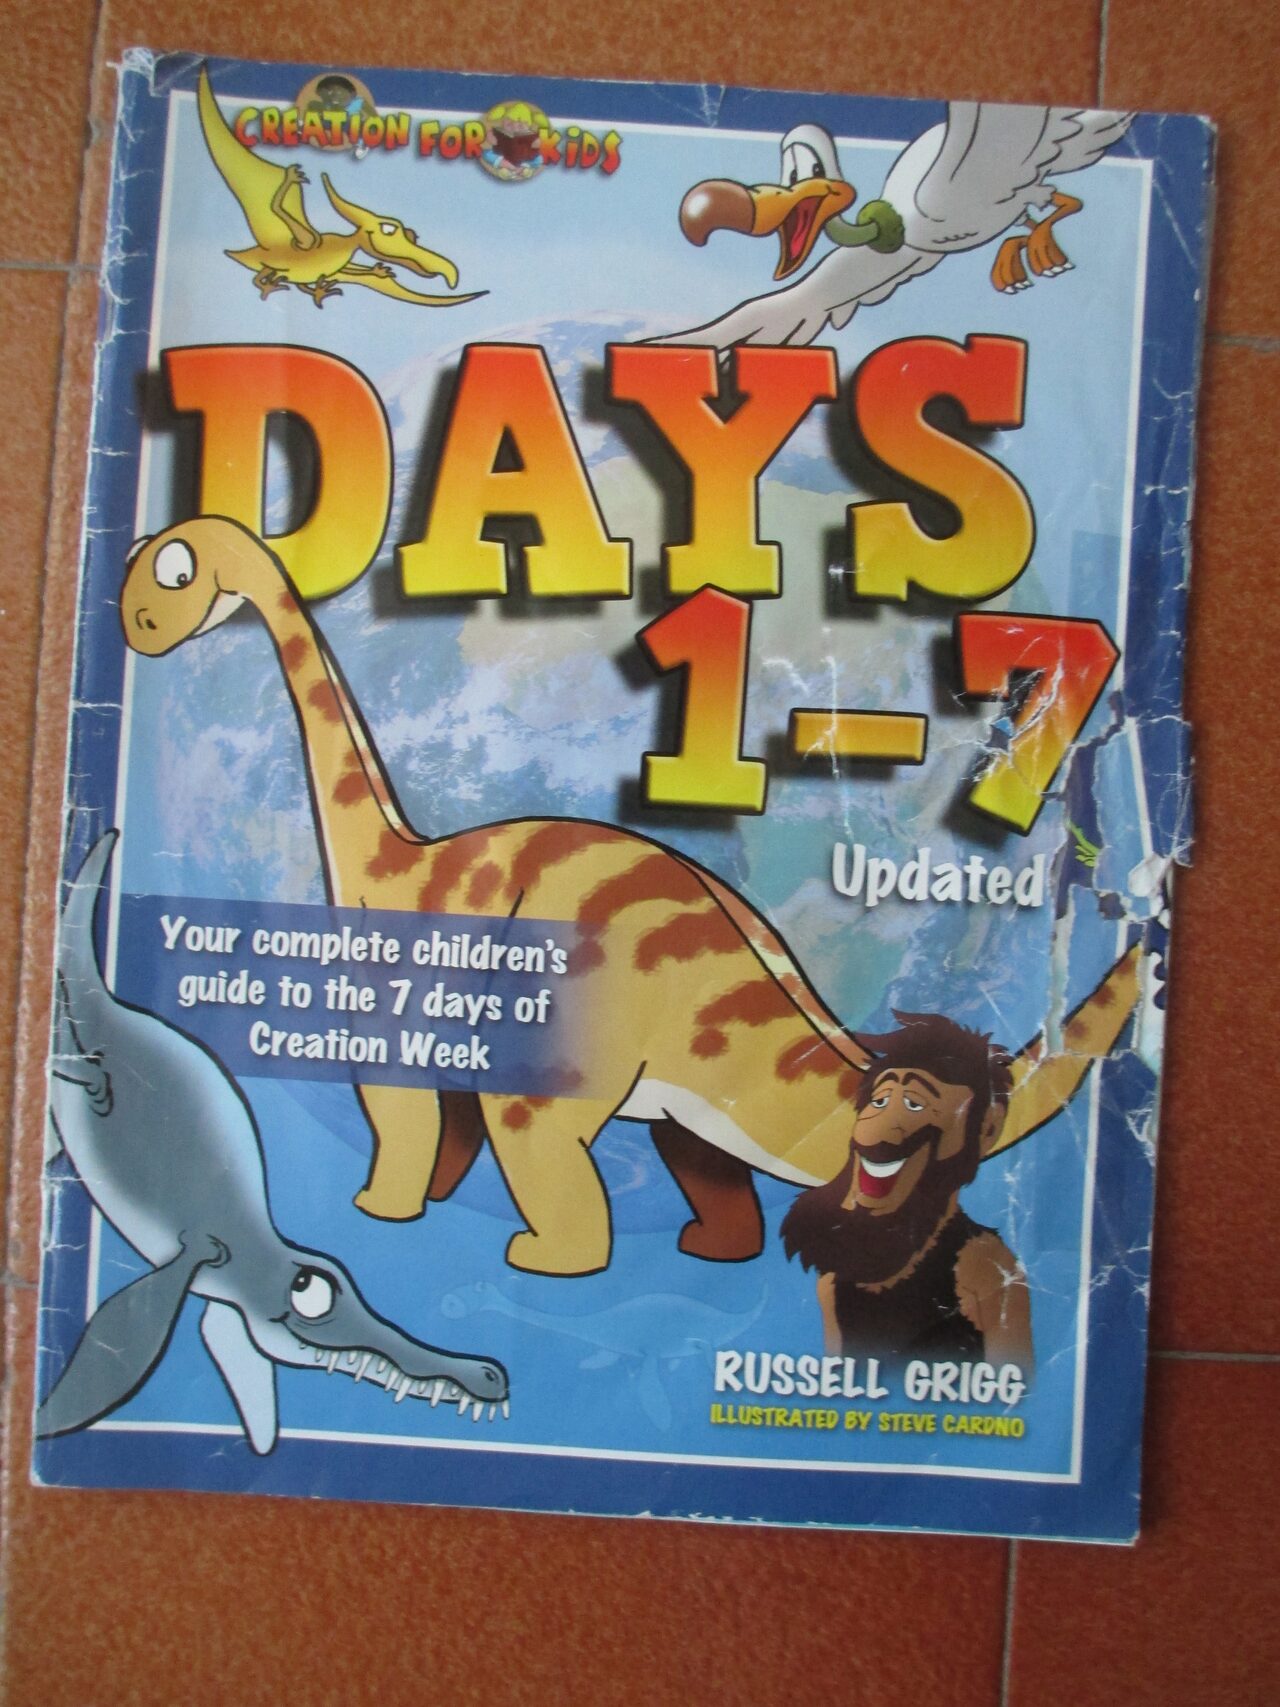 CREATION FOR KiDS
DAYS
1-7
Updated
Your complete children's
guide to the 7 days of
Creation Week
RUSSELL GRIGG
ILLUSTRATED BY STEVE CARDNO